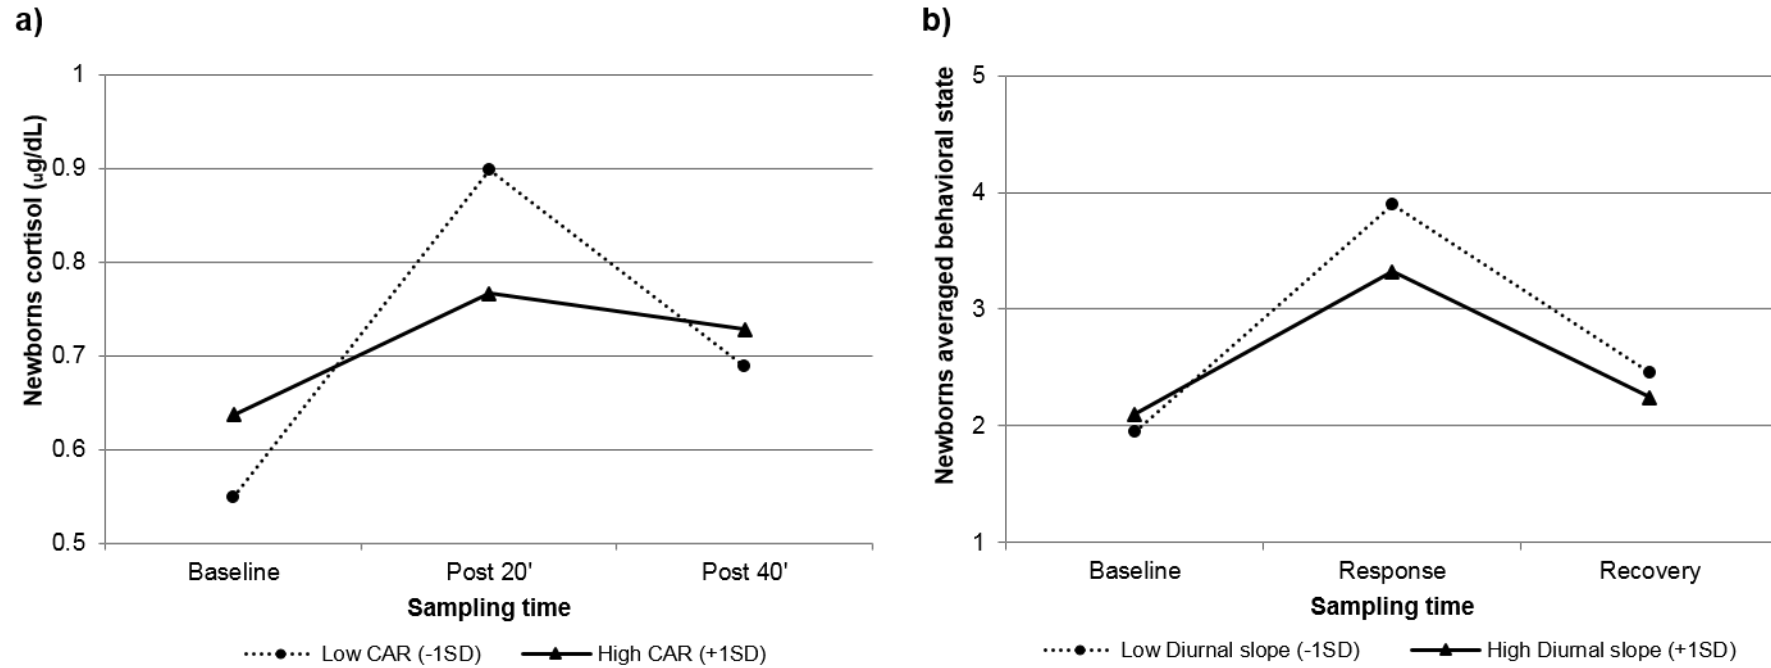 a)
Newborns cortisol (ug/dL)
1
0.9
0.8
0.7
0.6
0.5
Baseline
Post 20'
Post 40'
Sampling time
Low CAR (-1SD)
High CAR (+1SD)
b)
Newborns averaged behavioral state
5
4
3
2
1
Baseline
Response
Recovery
Sampling time
Low Diurnal slope (-1SD)
High Diurnal slope (+1SD)